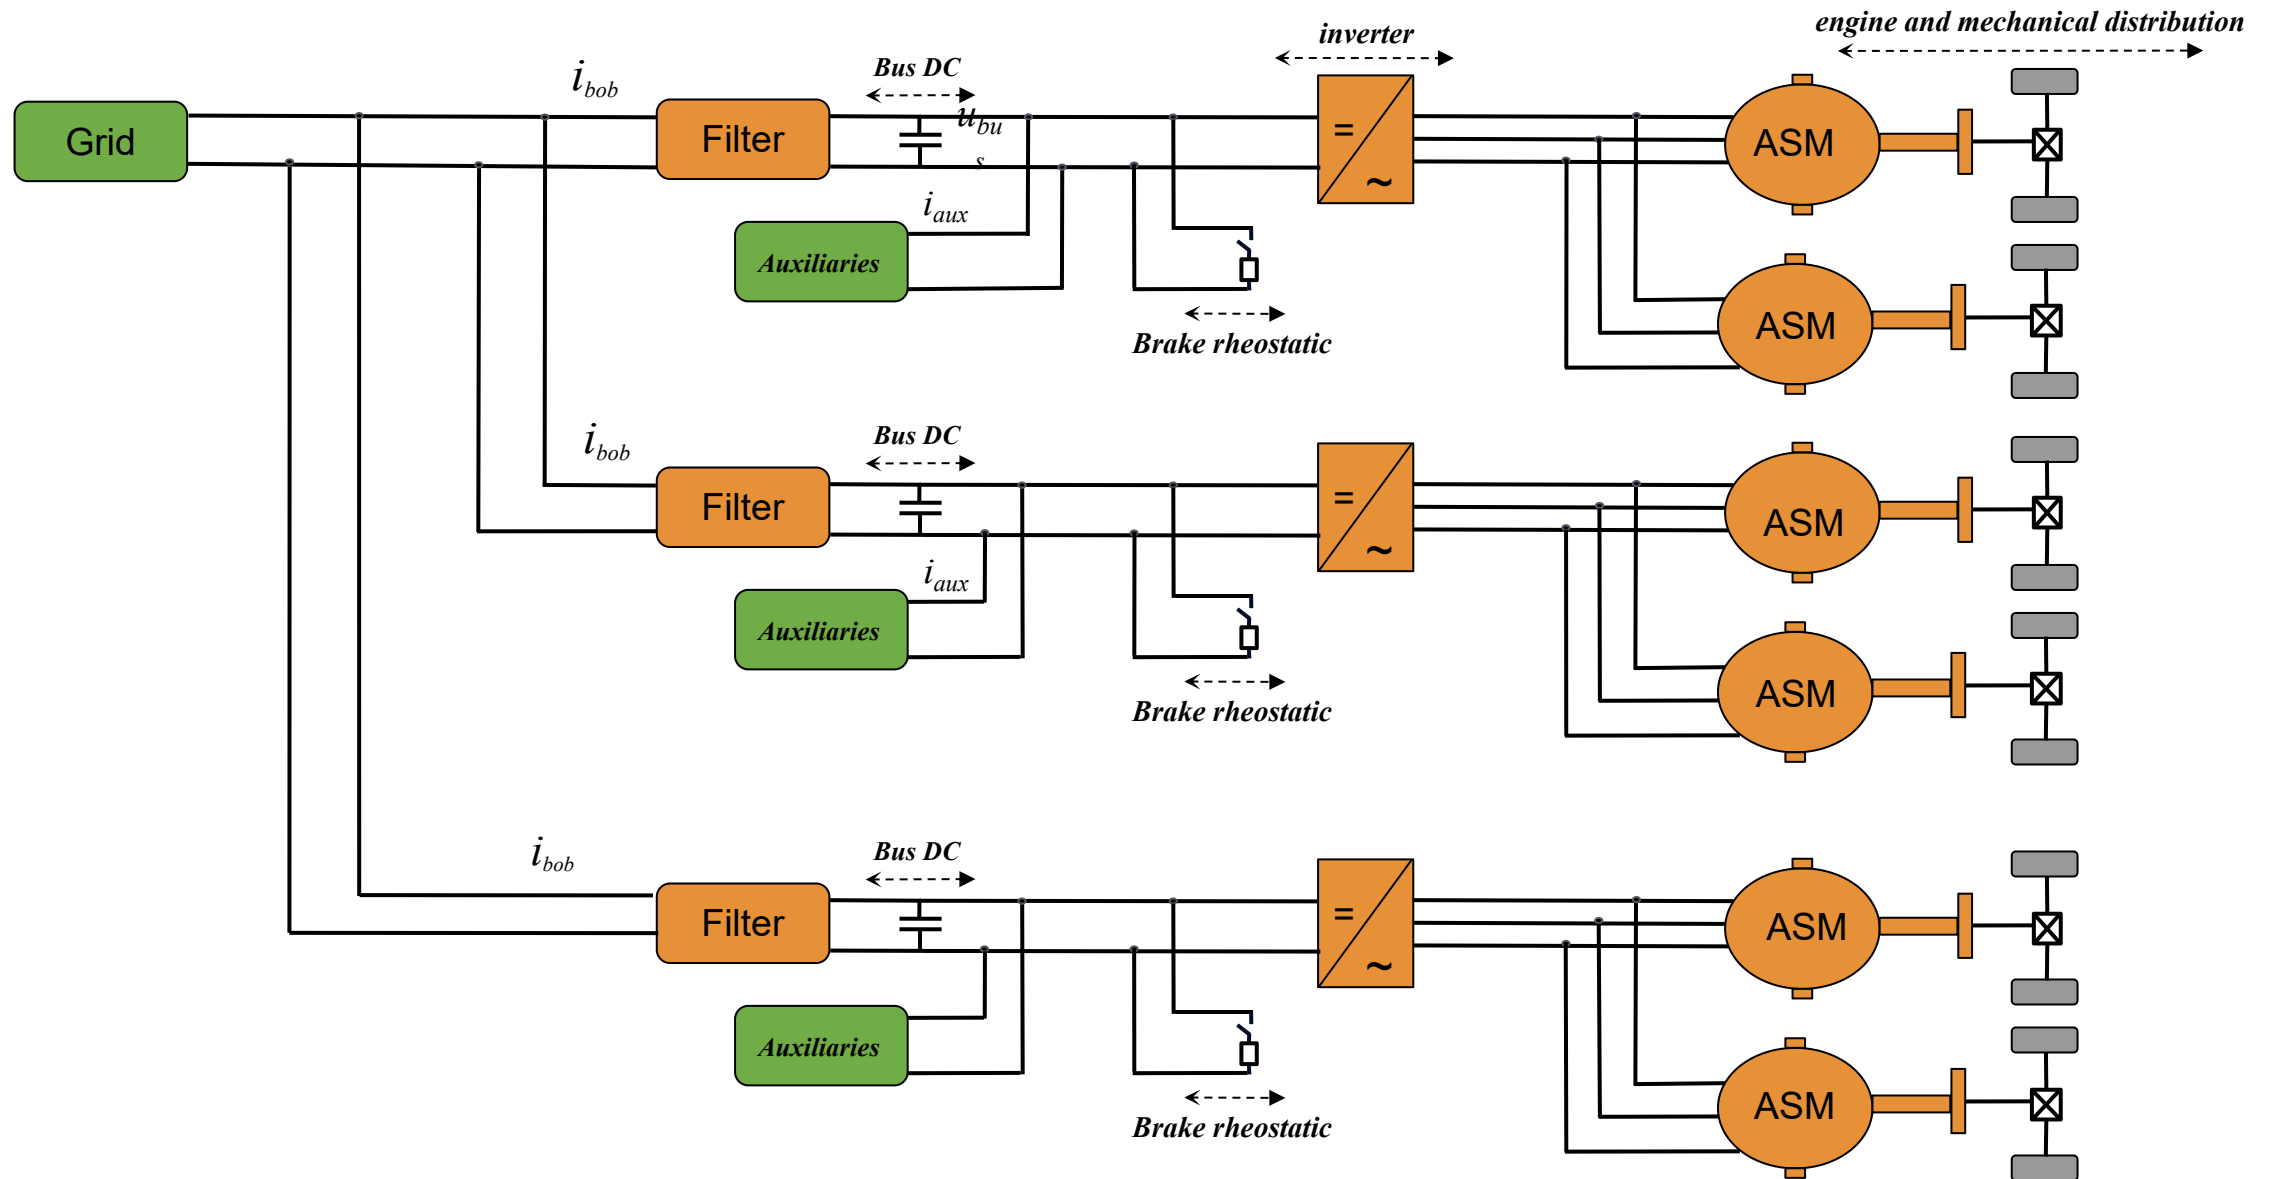 engine and mechanical distribution
inverter
i_bob
Bus DC
u_bu
s
Grid
Filter
=
~
ASM
i_aux
Auxiliaries
Brake rheostatic
ASM
i_bob
Bus DC
Filter
=
~
ASM
i_aux
Auxiliaries
Brake rheostatic
ASM
i_bob
Bus DC
Filter
=
~
ASM
Auxiliaries
Brake rheostatic
ASM